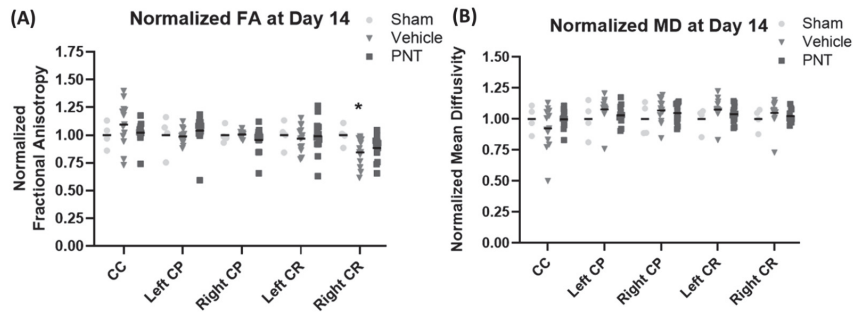 (A)
Normalized FA at Day 14
Sham
Vehicle
PNT
Normalized
Fractional Anisotropy
1.75
1.50
1.25
1.00
0.75
0.50
0.25
0.00
*
CC
Left CP
Right CP
Left CR
Right CR
(B)
Normalized MD at Day 14
Sham
Vehicle
PNT
Normalized Mean Diffusivity
1.50
1.25
1.00
0.75
0.50
0.25
0.00
CC
Left CP
Right CP
Left CR
Right CR